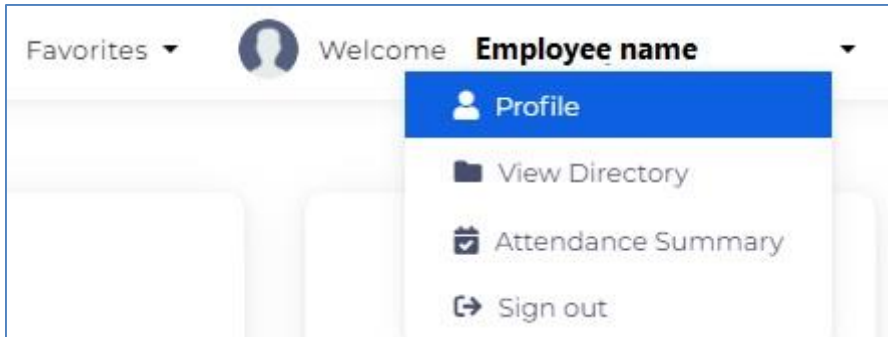 Favorites Welcome Employee name
Profile
View Directory
Attendance Summary
Sign out